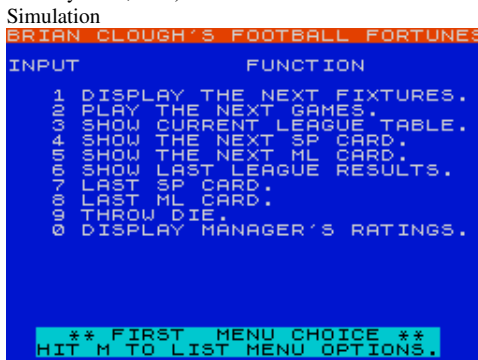 Simulation
BRIAN CLOUGH'S FOOTBALL FORTUNES
INPUT FUNCTION
1 DISPLAY THE NEXT FIXTURES.
2 PLAY THE NEXT GAMES.
3 SHOW CURRENT LEAGUE TABLE.
4 SHOW THE NEXT SP CARD.
5 SHOW THE NEXT ML CARD.
6 SHOW LAST LEAGUE RESULTS.
7 LAST SP CARD.
8 LAST ML CARD.
9 THROW DIE.
0 DISPLAY MANAGER'S RATINGS.
** FIRST MENU CHOICE **
HIT M TO LIST MENU OPTIONS.